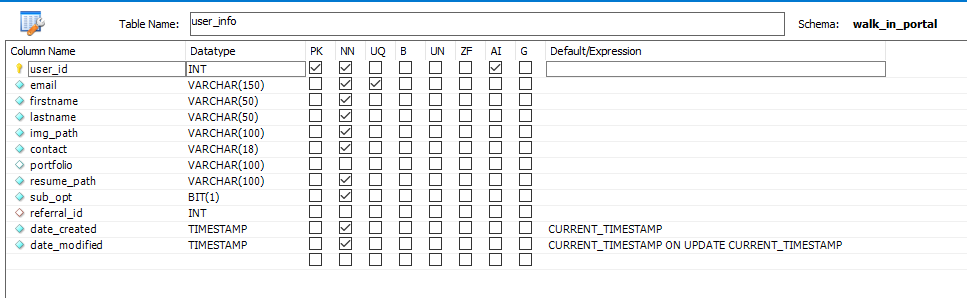 Table Name: user_info Schema: walk_in_portal
Column Name Datatype PK NN UQ B UN ZF AI G Default/Expression
user_id INT
email VARCHAR(150)
firstname VARCHAR(50)
lastname VARCHAR(50)
img_path VARCHAR(100)
contact VARCHAR(18)
portfolio VARCHAR(100)
resume_path VARCHAR(100)
sub_opt BIT(1)
referral_id INT
date_created TIMESTAMP CURRENT_TIMESTAMP
date_modified TIMESTAMP CURRENT_TIMESTAMP ON UPDATE CURRENT_TIMESTAMP